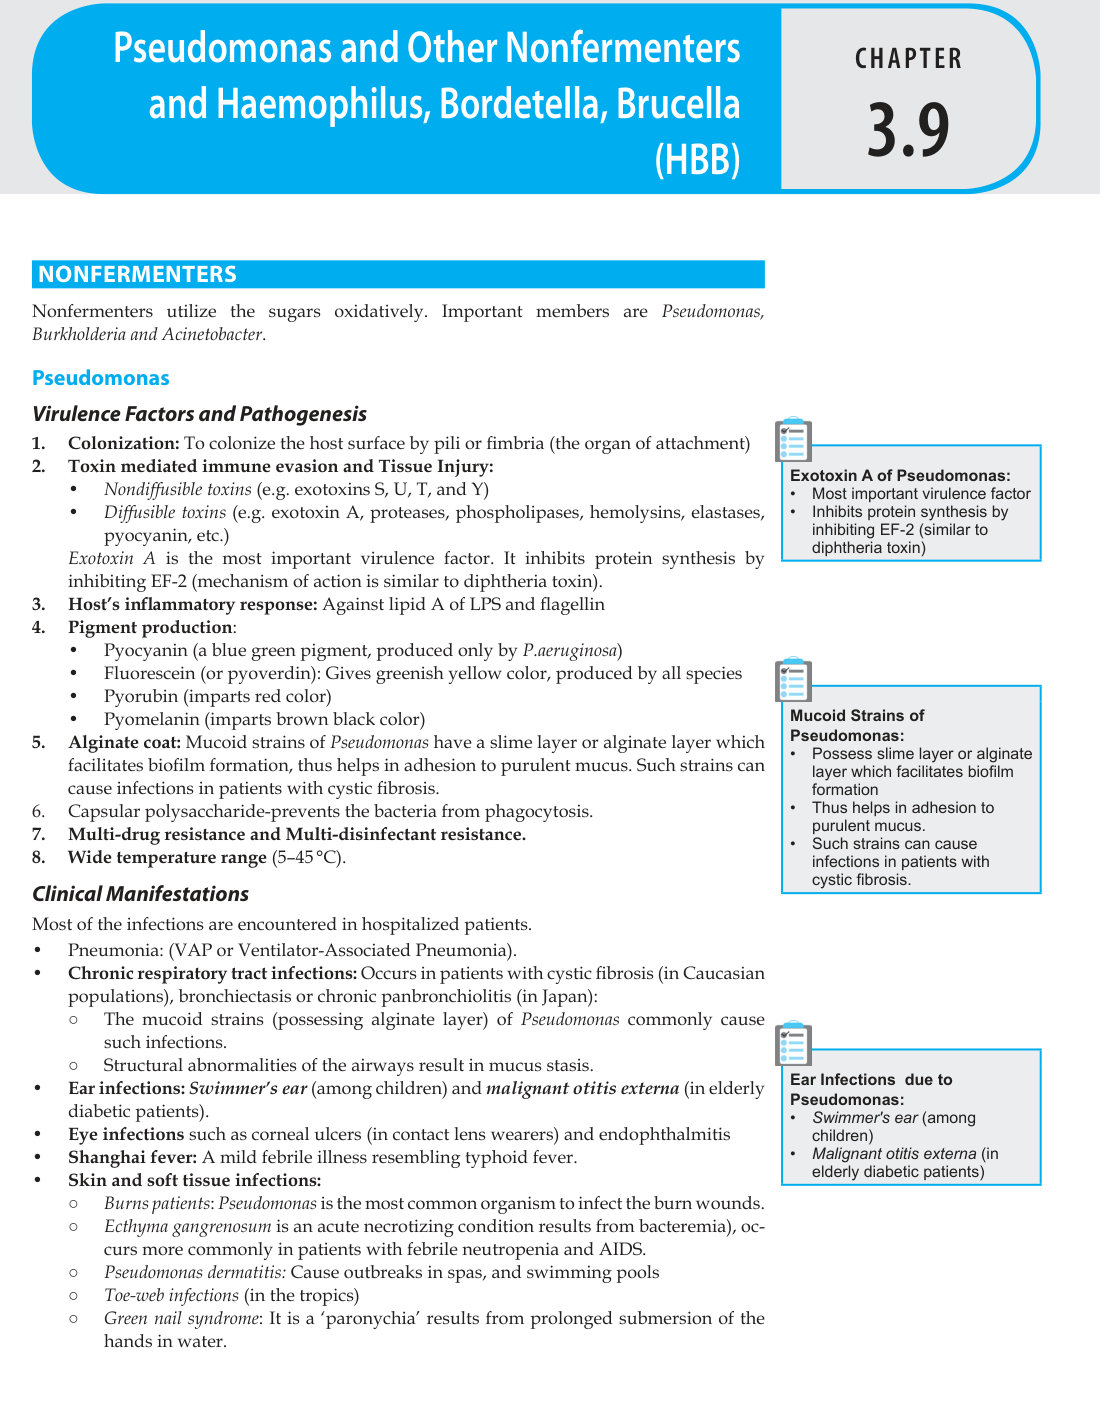 Pseudomonas and Other Nonfermenters
and Haemophilus, Bordetella, Brucella
(HBB)
CHAPTER
3.9
NONFERMENTERS
Nonfermenters utilize the sugars oxidatively. Important members are Pseudomonas,
Burkholderia and Acinetobacter.
Pseudomonas
Virulence Factors and Pathogenesis
1. Colonization: To colonize the host surface by pili or fimbria (the organ of attachment)
2. Toxin mediated immune evasion and Tissue Injury:
• Nondiffusible toxins (e.g. exotoxins S, U, T, and Y)
• Diffusible toxins (e.g. exotoxin A, proteases, phospholipases, hemolysins, elastases,
pyocyanin, etc.)
Exotoxin A is the most important virulence factor. It inhibits protein synthesis by
inhibiting EF-2 (mechanism of action is similar to diphtheria toxin).
3. Host's inflammatory response: Against lipid A of LPS and flagellin
4. Pigment production:
• Pyocyanin (a blue green pigment, produced only by P.aeruginosa)
• Fluorescein (or pyoverdin): Gives greenish yellow color, produced by all species
• Pyorubin (imparts red color)
• Pyomelanin (imparts brown black color)
5. Alginate coat: Mucoid strains of Pseudomonas have a slime layer or alginate layer which
facilitates biofilm formation, thus helps in adhesion to purulent mucus. Such strains can
cause infections in patients with cystic fibrosis.
6. Capsular polysaccharide-prevents the bacteria from phagocytosis.
7. Multi-drug resistance and Multi-disinfectant resistance.
8. Wide temperature range (5–45 °C).
Clinical Manifestations
Most of the infections are encountered in hospitalized patients.
• Pneumonia: (VAP or Ventilator-Associated Pneumonia).
• Chronic respiratory tract infections: Occurs in patients with cystic fibrosis (in Caucasian
populations), bronchiectasis or chronic panbronchiolitis (in Japan):
○ The mucoid strains (possessing alginate layer) of Pseudomonas commonly cause
such infections.
○ Structural abnormalities of the airways result in mucus stasis.
• Ear infections: Swimmer's ear (among children) and malignant otitis externa (in elderly
diabetic patients).
• Eye infections such as corneal ulcers (in contact lens wearers) and endophthalmitis
• Shanghai fever: A mild febrile illness resembling typhoid fever.
• Skin and soft tissue infections:
○ Burns patients: Pseudomonas is the most common organism to infect the burn wounds.
○ Ecthyma gangrenosum is an acute necrotizing condition results from bacteremia), oc-
curs more commonly in patients with febrile neutropenia and AIDS.
○ Pseudomonas dermatitis: Cause outbreaks in spas, and swimming pools
○ Toe-web infections (in the tropics)
○ Green nail syndrome: It is a 'paronychia' results from prolonged submersion of the
hands in water.
Exotoxin A of Pseudomonas:
• Most important virulence factor
• Inhibits protein synthesis by
inhibiting EF-2 (similar to
diphtheria toxin)
Mucoid Strains of
Pseudomonas:
• Possess slime layer or alginate
layer which facilitates biofilm
formation
• Thus helps in adhesion to
purulent mucus.
• Such strains can cause
infections in patients with
cystic fibrosis.
Ear Infections due to
Pseudomonas:
• Swimmer's ear (among
children)
• Malignant otitis externa (in
elderly diabetic patients)